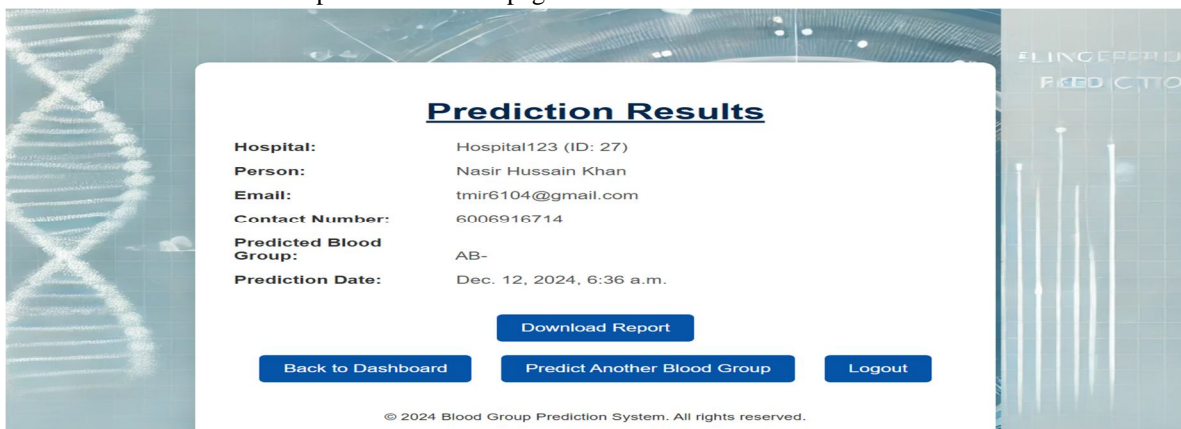 Prediction Results
Hospital: Hospital123 (ID: 27)
Person: Nasir Hussain Khan
Email: tmir6104@gmail.com
Contact Number: 6006916714
Predicted Blood
Group: AB-
Prediction Date: Dec. 12, 2024, 6:36 a.m.
Download Report
Back to Dashboard Predict Another Blood Group Logout
© 2024 Blood Group Prediction System. All rights reserved.